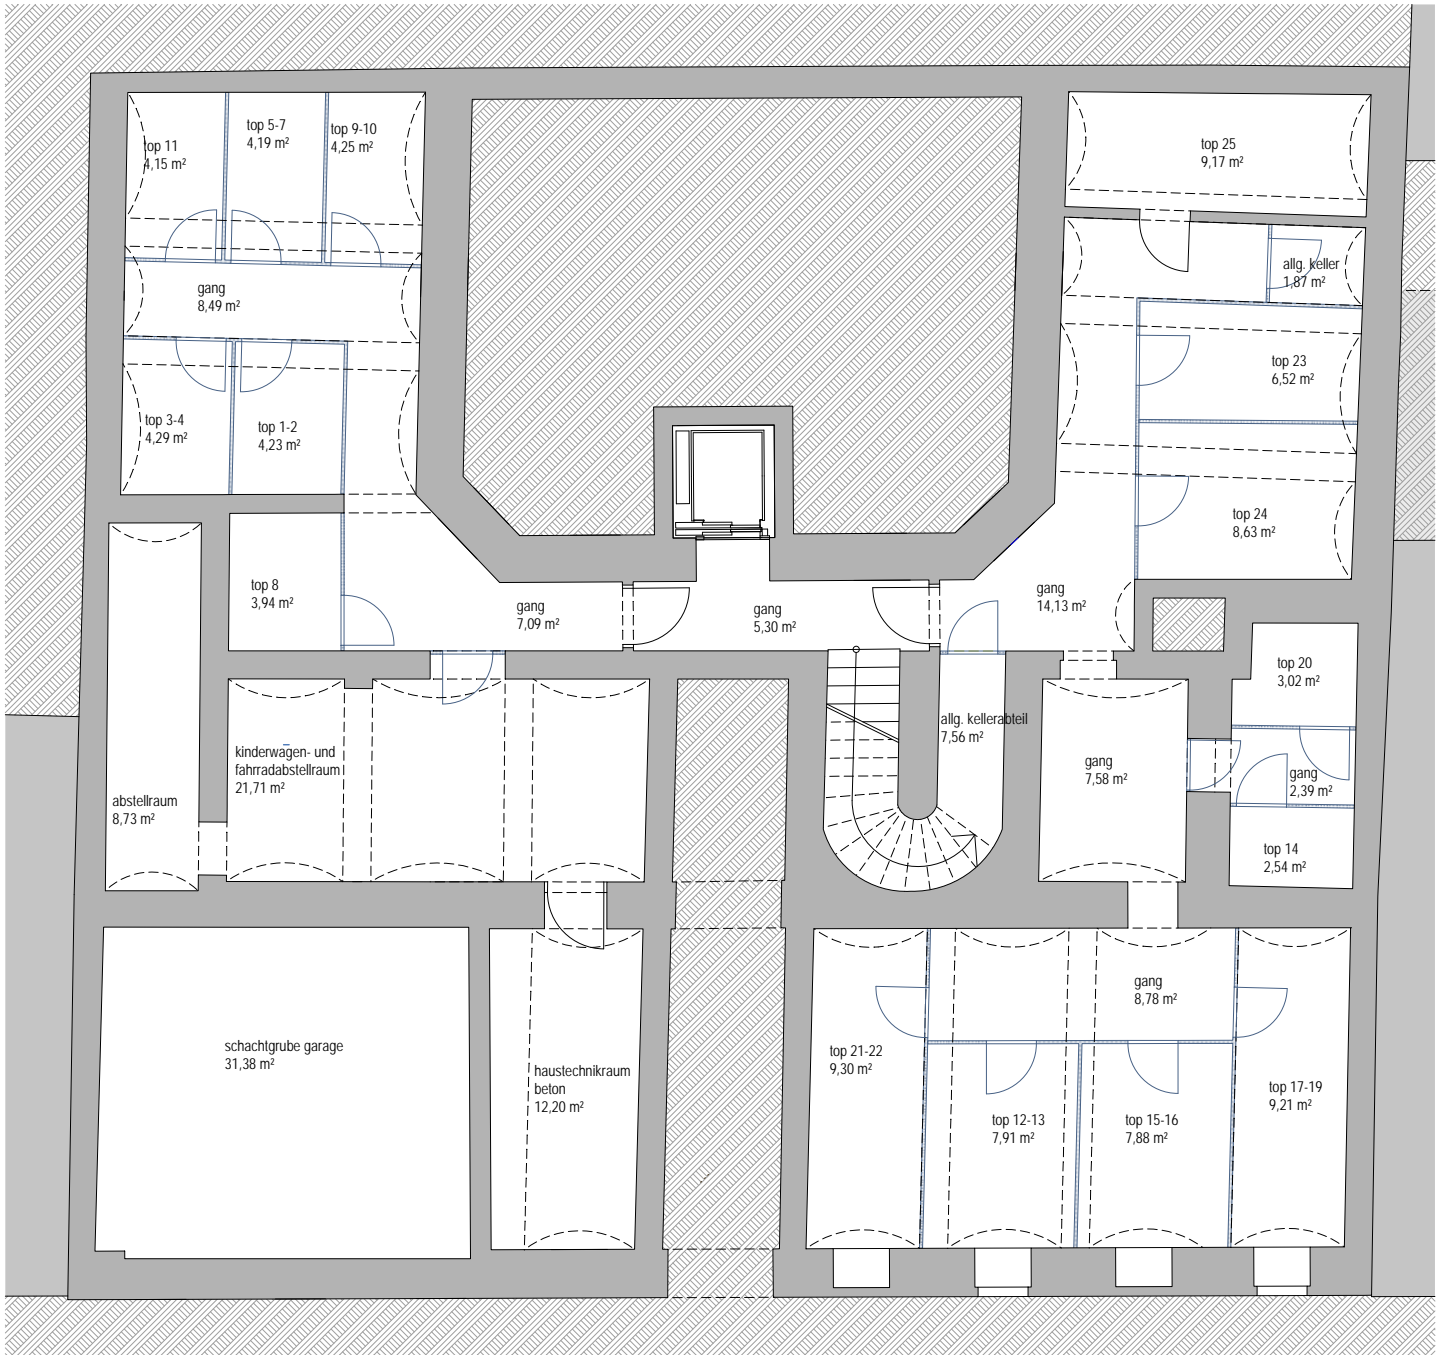 top 11
4,15 m²
top 5-7
4,19 m²
top 9-10
4,25 m²
top 25
9,17 m²
gang
8,49 m²
allg. keller
1,87 m²
top 23
6,52 m²
top 3-4
4,29 m²
top 1-2
4,23 m²
top 24
8,63 m²
top 8
3,94 m²
gang
7,09 m²
gang
5,30 m²
gang
14,13 m²
top 20
3,02 m²
allg. kellerabteil
7,56 m²
kinderwagen- und
fahrradabstellraum
21,71 m²
gang
7,58 m²
gang
2,39 m²
abstellraum
8,73 m²
top 14
2,54 m²
gang
8,78 m²
schachtgrube garage
31,38 m²
haustechnikraum
beton
12,20 m²
top 21-22
9,30 m²
top 12-13
7,91 m²
top 15-16
7,88 m²
top 17-19
9,21 m²